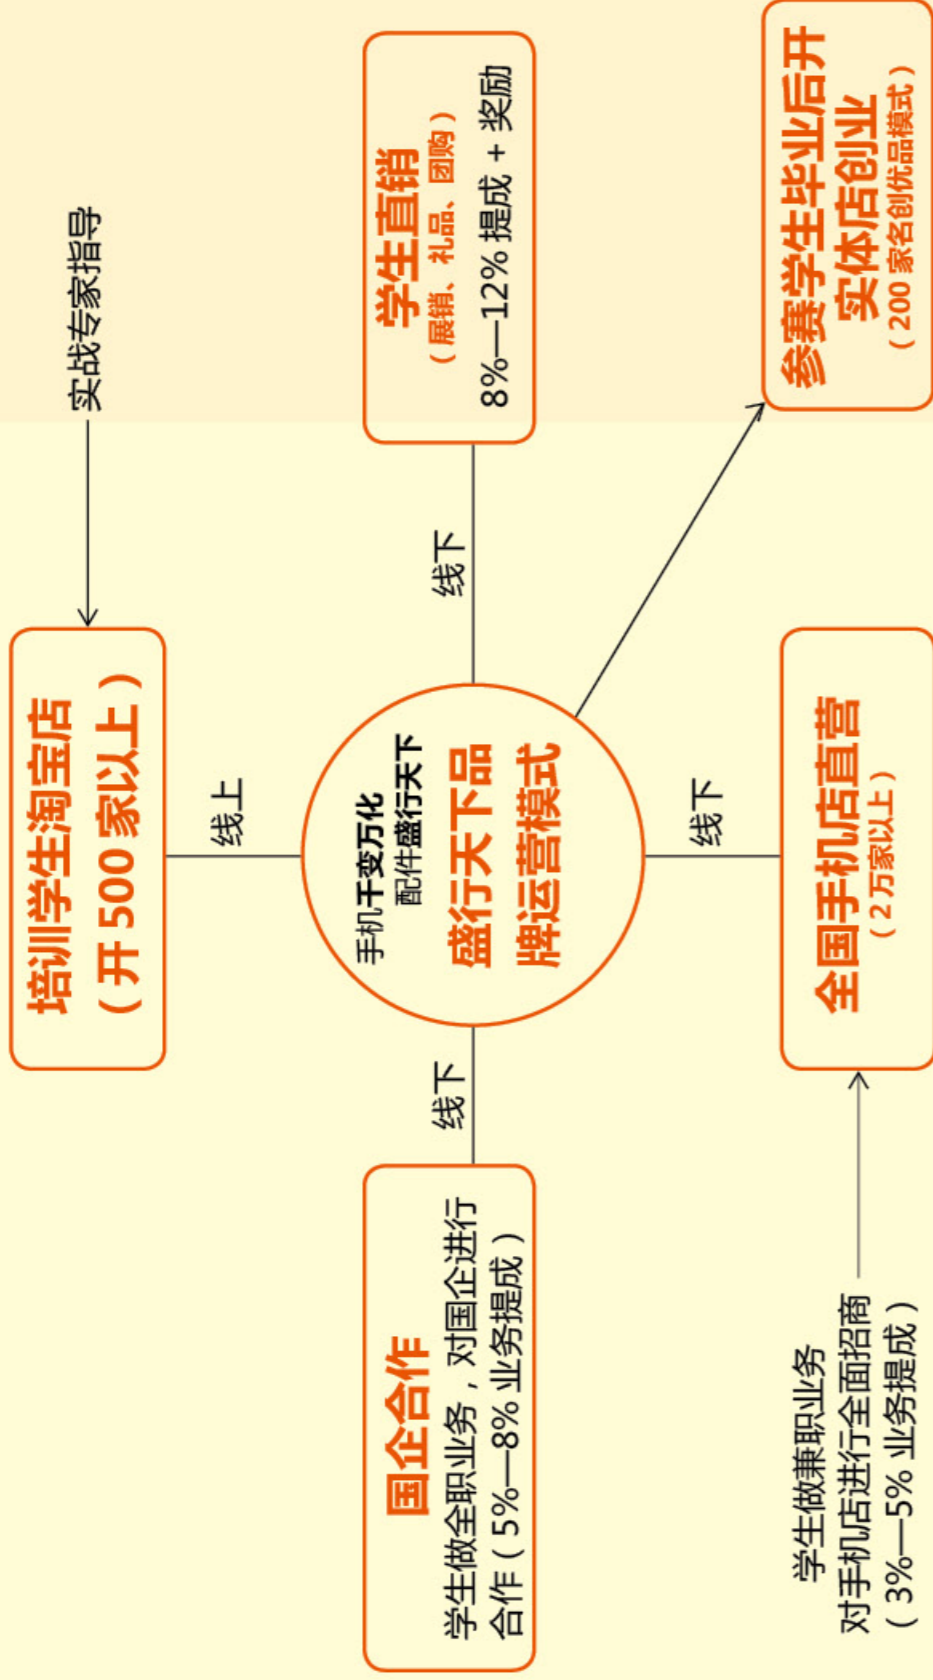 实战专家指导
培训学生淘宝店
（开 500 家以上）
线上
国企合作
学生做全职业务，对国企进行
合作（5%—8% 业务提成）
线下
手机千变万化
配件盛行天下
盛行天下品
牌运营模式
线下
学生直销
（展销、礼品、团购）
8%—12% 提成 + 奖励
线下
学生做兼职业务
对手机店进行全面招商
（3%—5% 业务提成）
全国手机店直营
（2 万家以上）
参赛学生毕业后开
实体店创业
（200 家名创优品模式）